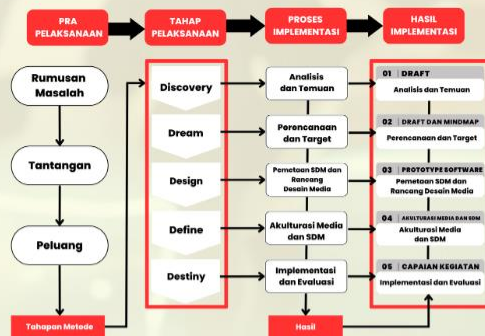 PRA
PELAKSANAAN
TAHAP
PELAKSANAAN
PROSES
IMPLEMENTASI
HASIL
IMPLEMENTASI
Rumusan
Masalah
Tantangan
Peluang
Tahapan Metode
Discovery
Dream
Design
Define
Destiny
Analisis
dan Temuan
Perencanaan
dan Target
Pemetaan SDM dan
Rancang
Desain Media
Akulturasi Media
dan SDM
Implementasi
dan Evaluasi
Hasil
01 DRAFT
Analisis dan Temuan
02 DRAFT DAN MINDMAP
Perencanaan dan Target
03 PROTOTYPE SOFTWARE
Pemetaan SDM dan
Rancang Desain Media
04 AKULTURASI MEDIA DAN SDM
Akulturasi Media
dan SDM
05 CAPAIAN KEGIATAN
Implementasi dan Evaluasi